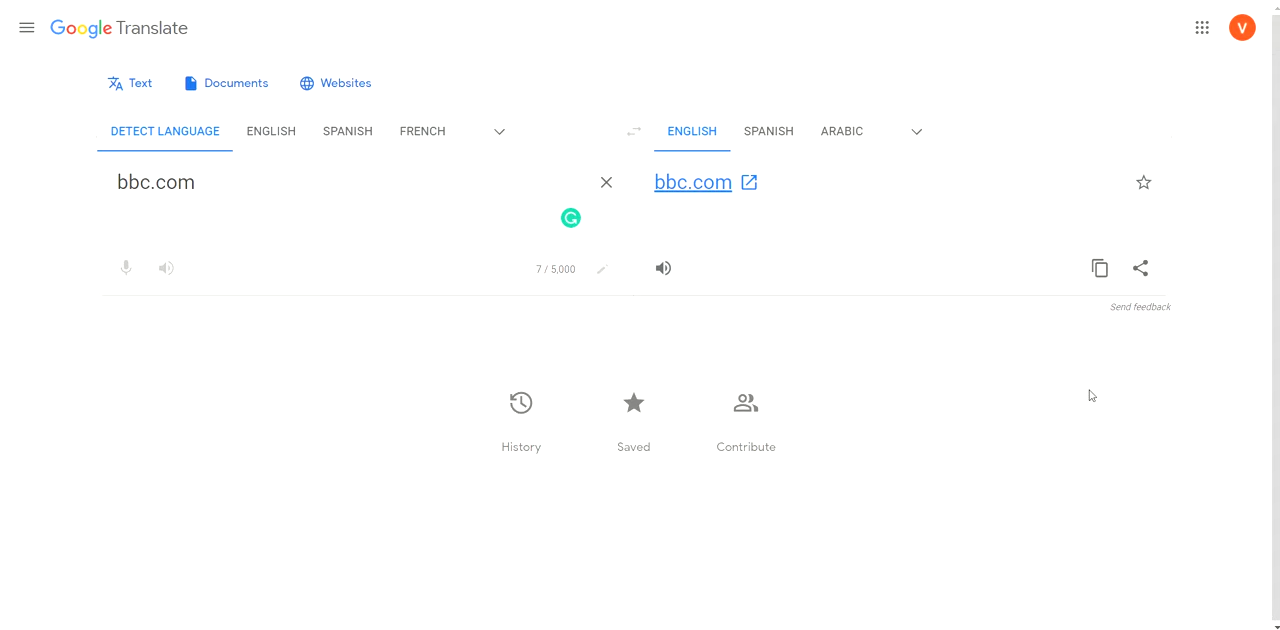 Google Translate
V
Text Documents Websites
DETECT LANGUAGE ENGLISH SPANISH FRENCH ENGLISH SPANISH ARABIC
bbc.com bbc.com
7 / 5,000
Send feedback
History Saved Contribute